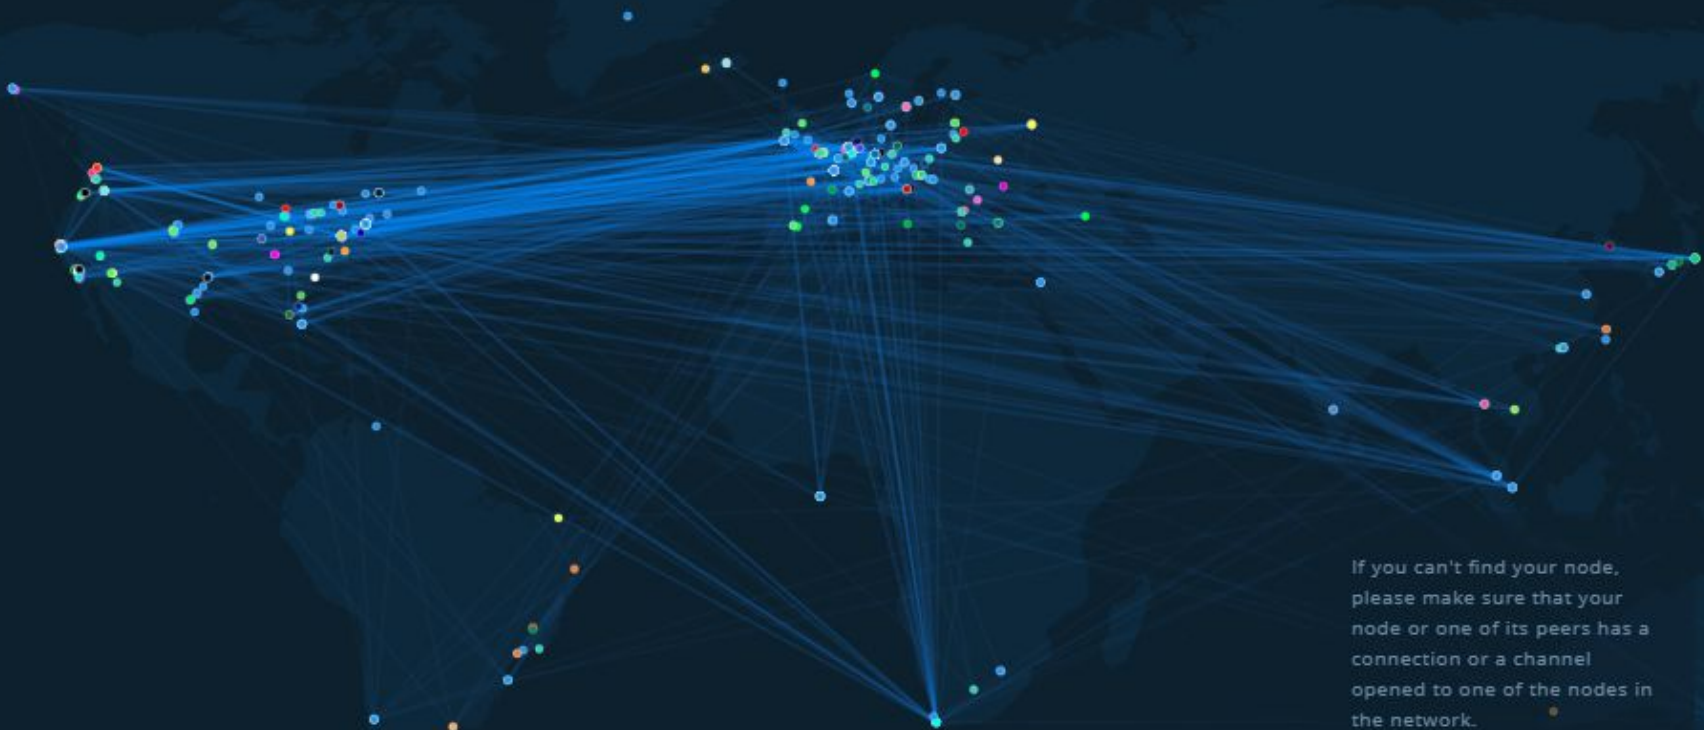 If you can't find your node,
please make sure that your
node or one of its peers has a
connection or a channel
opened to one of the nodes in
the network.